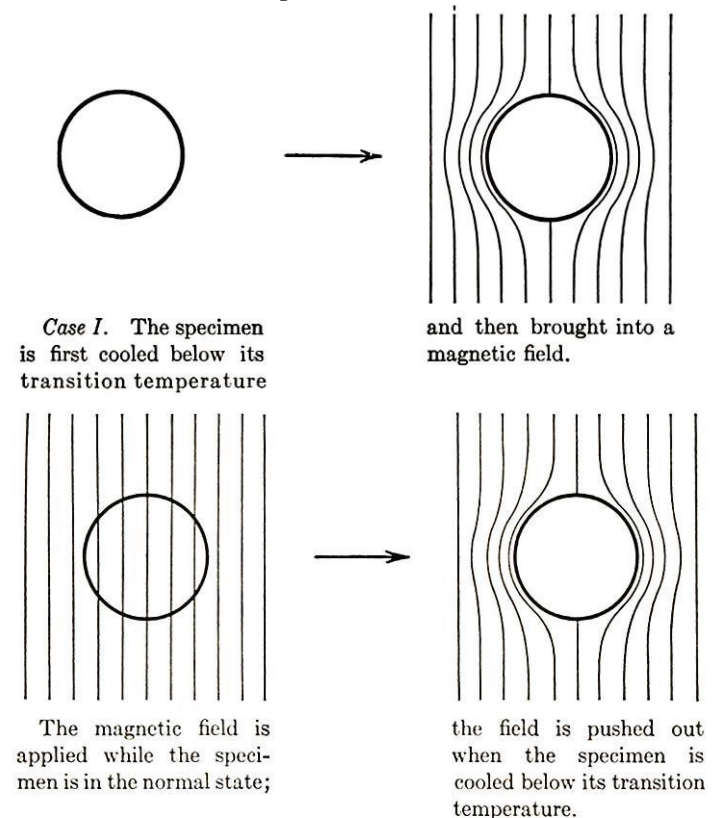 Case I. The specimen
is first cooled below its
transition temperature
and then brought into a
magnetic field.
The magnetic field is
applied while the speci-
men is in the normal state;
the field is pushed out
when the specimen is
cooled below its transition
temperature.